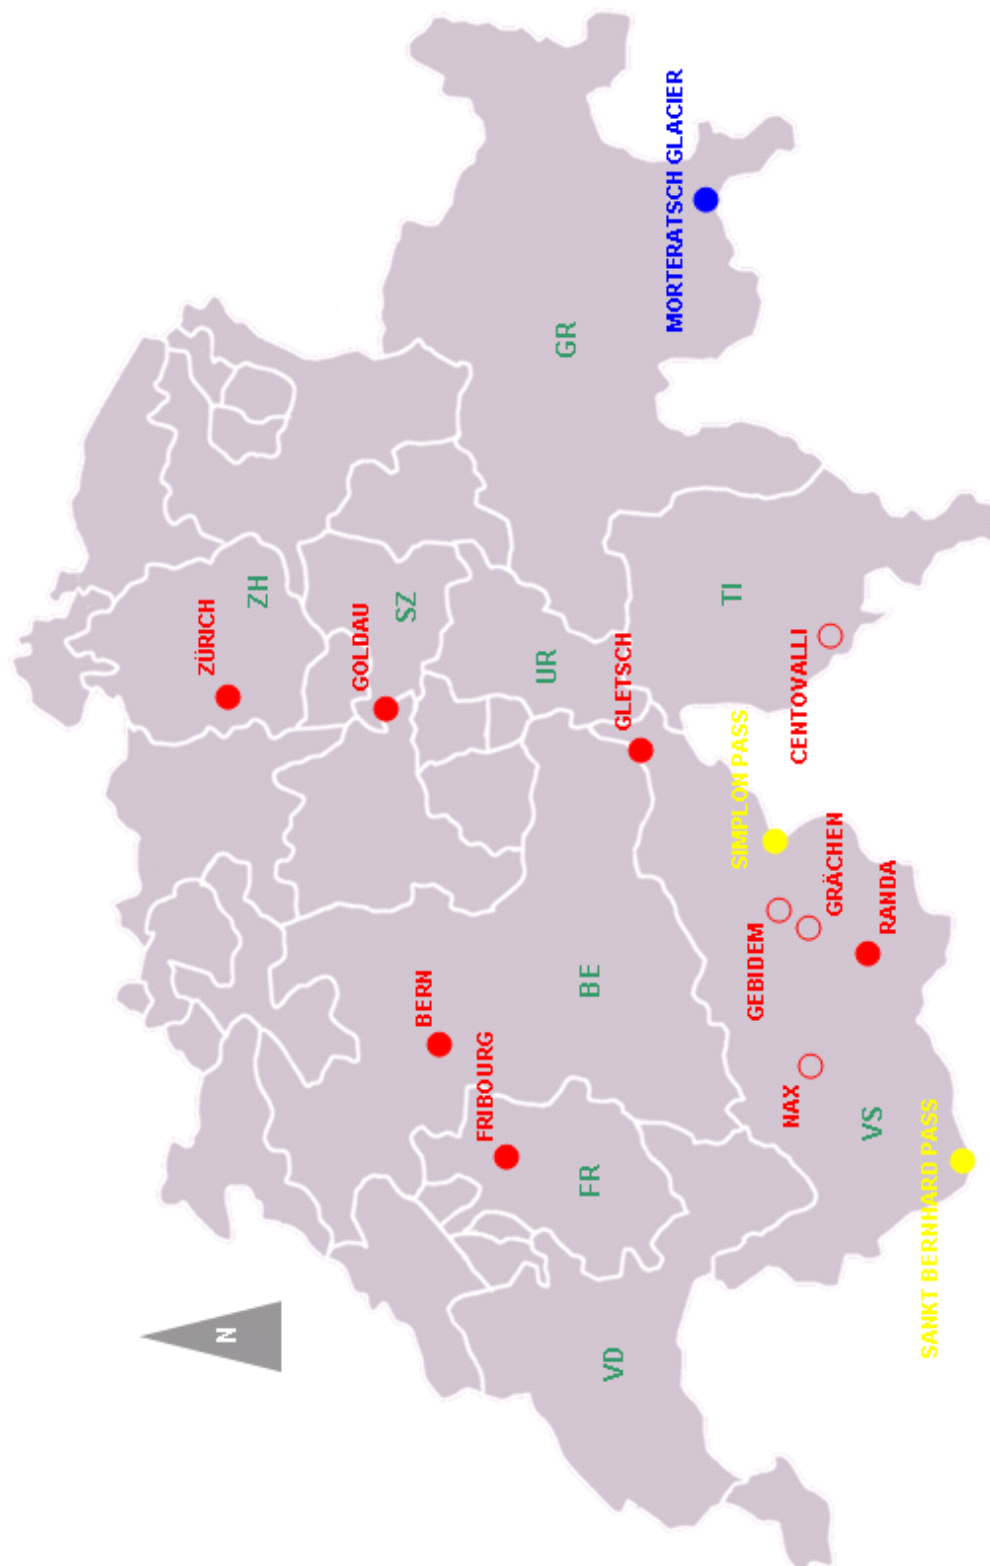 N
ZÜRICH
ZH
GOLDAU
SZ
BERN
FRIBOURG
UR
GR
BE
FR
GLETSCH
VD
MORTERATSCH GLACIER
TI
SIMPLON PASS
CENTOVALLI
GEBIDEM
GRÄCHEN
NAX
RANDA
VS
SANKT BERNHARD PASS